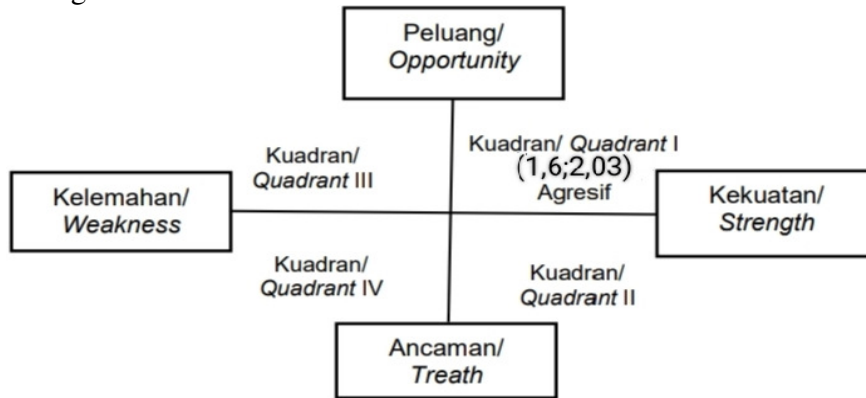 Peluang/
Opportunity
Kuadran/ Quadrant I
(1,6;2,03)
Agresif
Kuadran/
Quadrant III
Kelemahan/
Weakness
Kekuatan/
Strength
Kuadran/
Quadrant IV
Kuadran/
Quadrant II
Ancaman/
Treath